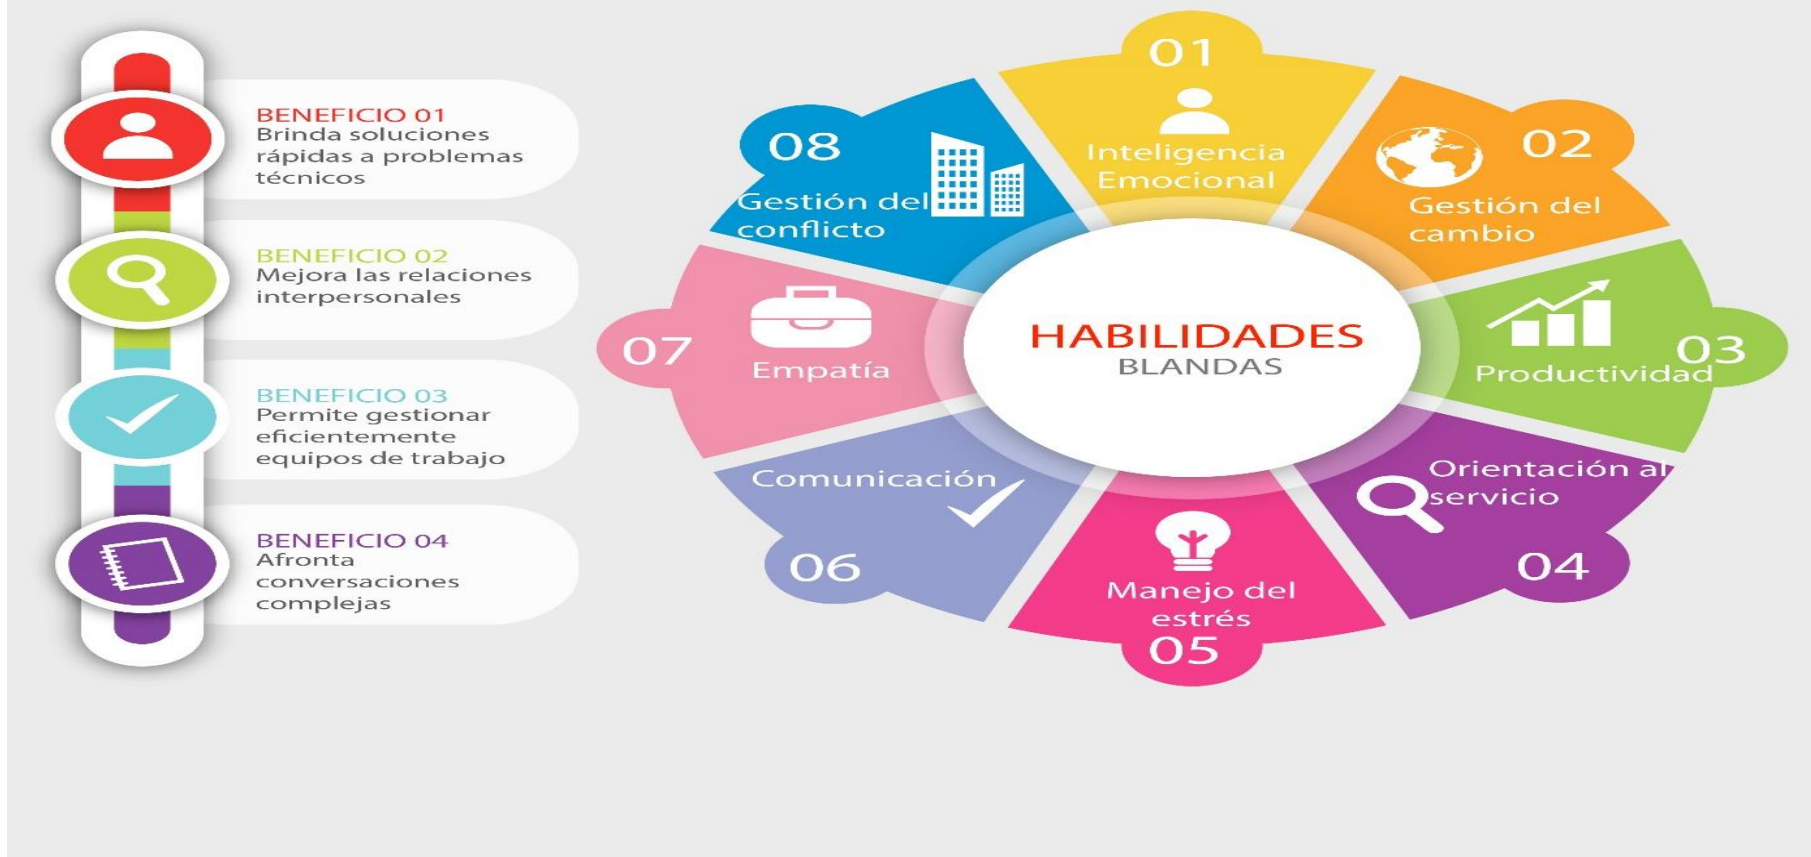 BENEFICIO 01
Brinda soluciones
rápidas a problemas
técnicos
BENEFICIO 02
Mejora las relaciones
interpersonales
BENEFICIO 03
Permite gestionar
eficientemente
equipos de trabajo
BENEFICIO 04
Afronta
conversaciones
complejas
HABILIDADES
BLANDAS
01
Inteligencia
Emocional
02
Gestión del
cambio
03
Productividad
Orientación al
servicio
04
Manejo del
estrés
05
Comunicación
06
07
Empatía
08
Gestión del
conflicto